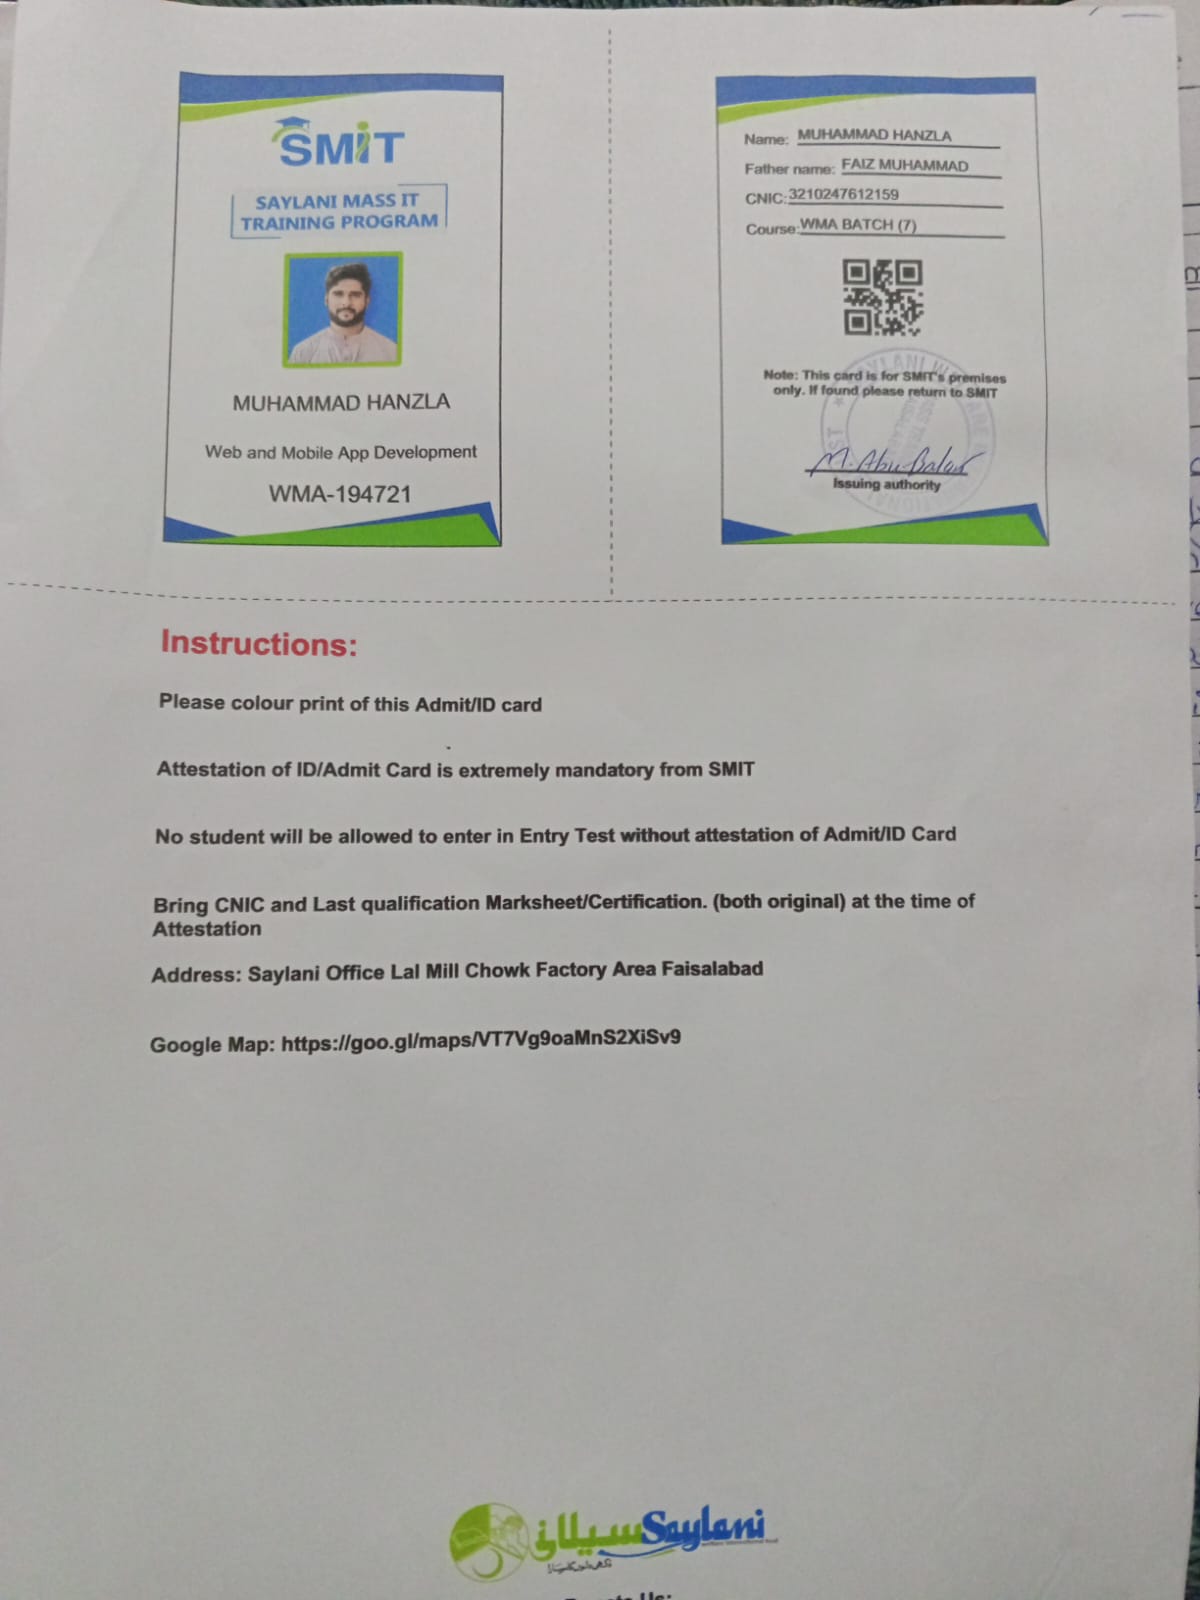 SMiT
SAYLANI MASS IT
TRAINING PROGRAM
MUHAMMAD HANZLA
Web and Mobile App Development
WMA-194721
Name: MUHAMMAD HANZLA
Father name: FAIZ MUHAMMAD
CNIC: 3210247612159
Course: WMA BATCH (7)
Note: This card is for SMIT's premises
only. If found please return to SMIT
M. Abu-Bakar
Issuing authority
Instructions:
Please colour print of this Admit/ID card
Attestation of ID/Admit Card is extremely mandatory from SMIT
No student will be allowed to enter in Entry Test without attestation of Admit/ID Card
Bring CNIC and Last qualification Marksheet/Certification. (both original) at the time of
Attestation
Address: Saylani Office Lal Mill Chowk Factory Area Faisalabad
Google Map: https://goo.gl/maps/VT7Vg9oaMnS2XiSv9
سیلانی Saylani